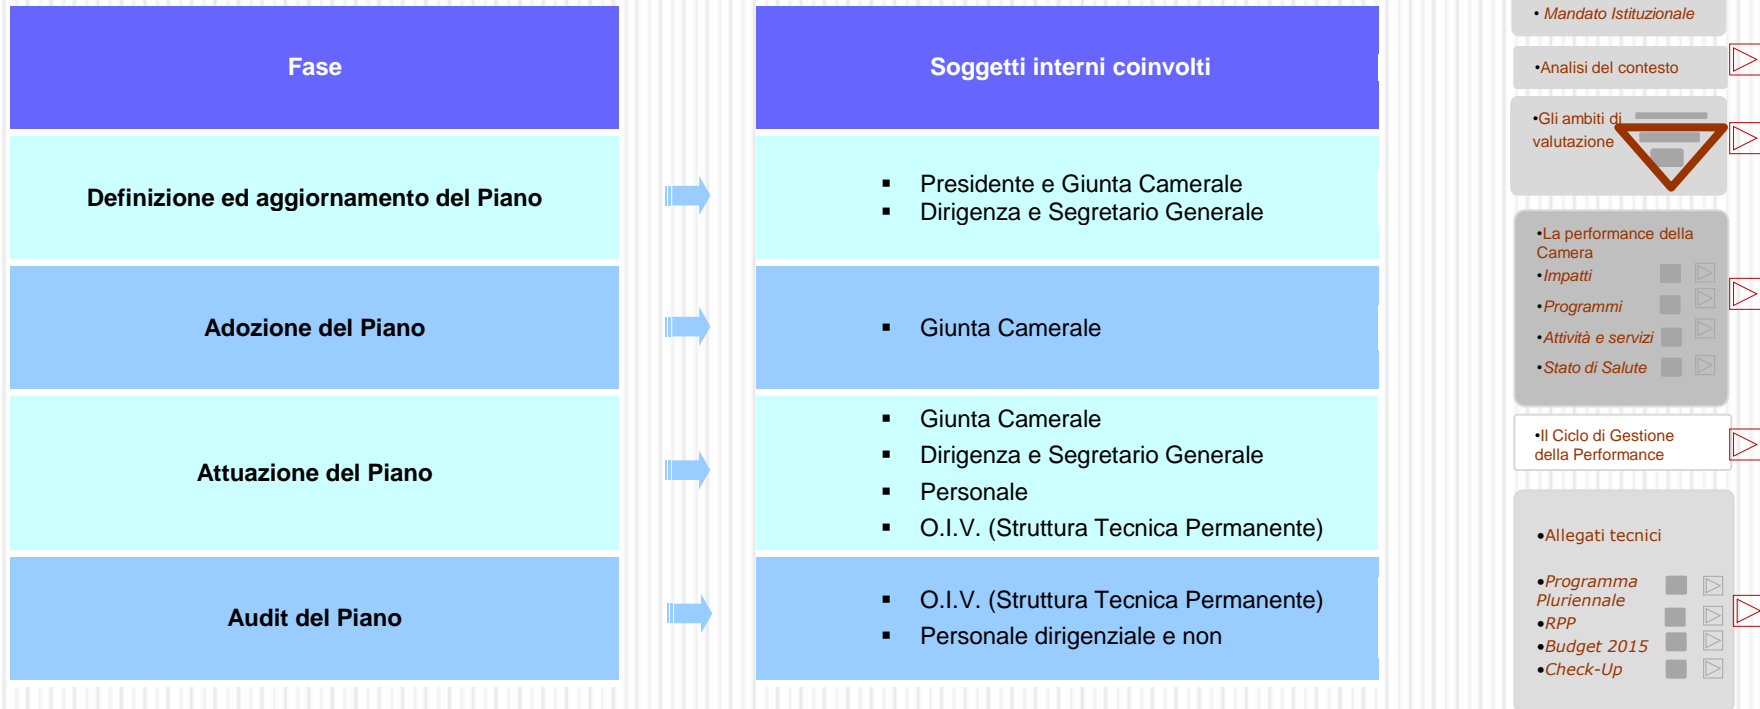 Fase
Soggetti interni coinvolti
Definizione ed aggiornamento del Piano
▪ Presidente e Giunta Camerale
▪ Dirigenza e Segretario Generale
Adozione del Piano
▪ Giunta Camerale
Attuazione del Piano
▪ Giunta Camerale
▪ Dirigenza e Segretario Generale
▪ Personale
▪ O.I.V. (Struttura Tecnica Permanente)
Audit del Piano
▪ O.I.V. (Struttura Tecnica Permanente)
▪ Personale dirigenziale e non
• Mandato Istituzionale
•Analisi del contesto
•Gli ambiti di
valutazione
•La performance della
Camera
•Impatti
•Programmi
•Attività e servizi
•Stato di Salute
•Il Ciclo di Gestione
della Performance
•Allegati tecnici
•Programma
Pluriennale
•RPP
•Budget 2015
•Check-Up